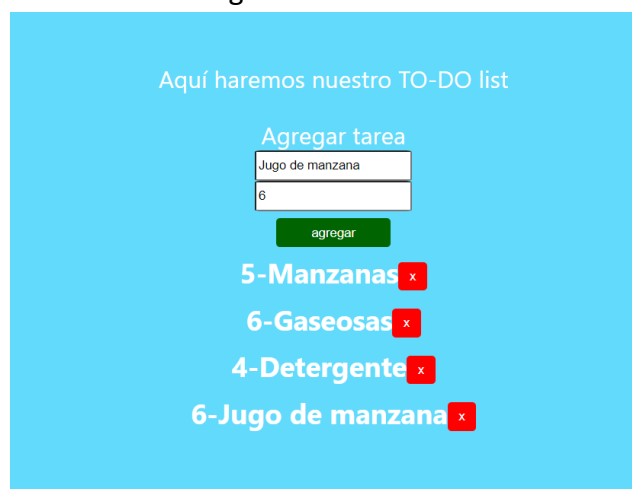 Aquí haremos nuestro TO-DO list
Agregar tarea
Jugo de manzana
6
agregar
5-Manzanas x
6-Gaseosas x
4-Detergente x
6-Jugo de manzana x